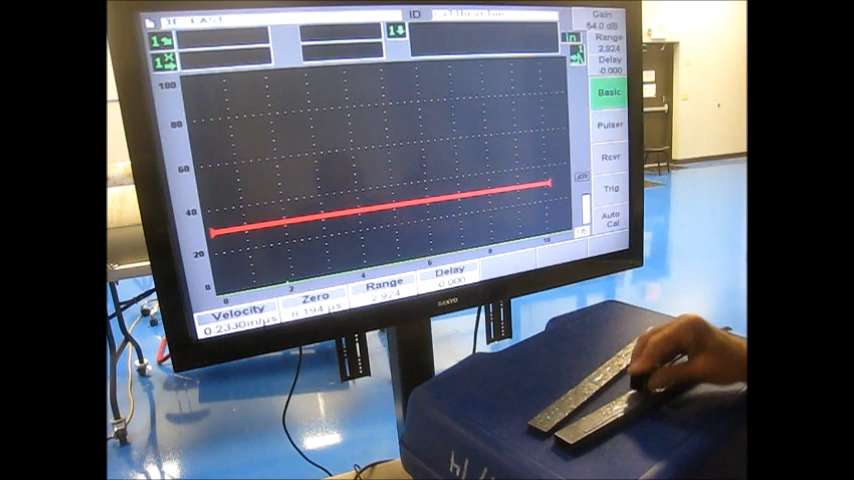 ID
Gain
54.0 dB
Range
2.924
Delay
-0.000
in
100
80
60
40
20
0
0 2 4 6 8 10
Basic
Pulser
Rcvr
Trig
Auto
Cal
Velocity
0.2330in/µs
Zero
8.194 µs
Range
2.924
Delay
-0.000
SANYO